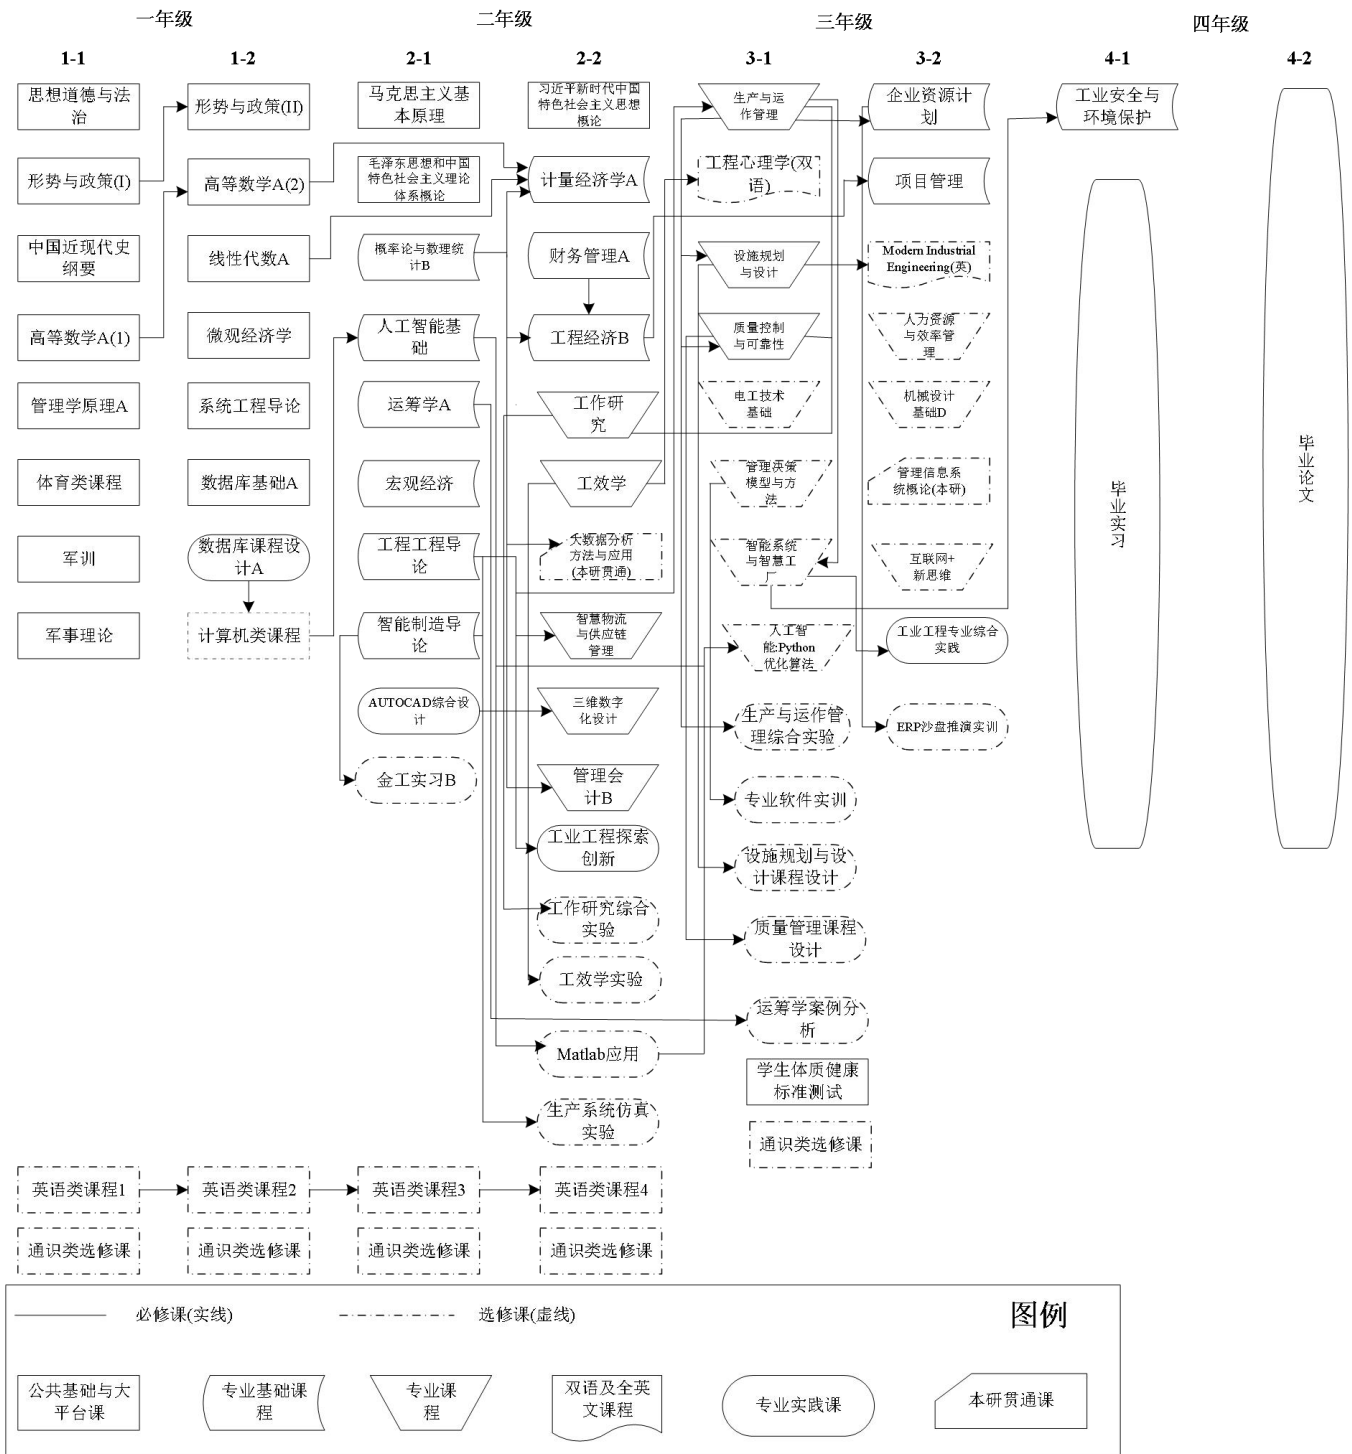 一年级
二年级
三年级
四年级
1-1
1-2
2-1
2-2
3-1
3-2
4-1
4-2
思想道德与法
治
形势与政策(I)
中国近现代史
纲要
高等数学A(1)
管理学原理A
体育类课程
军训
军事理论
形势与政策(II)
高等数学A(2)
线性代数A
微观经济学
系统工程导论
数据库基础A
数据库课程设
计A
计算机类课程
马克思主义基
本原理
毛泽东思想和中国
特色社会主义理论
体系概论
概率论与数理统
计B
人工智能基
础
运筹学A
宏观经济
工程工程导
论
智能制造导
论
AUTOCAD综合设
计
金工实习B
习近平新时代中国
特色社会主义思想
概论
计量经济学A
财务管理A
工程经济B
工作研
究
工效学
大数据分析
方法与应用
(本研贯通)
智慧物流
与供应链
管理
三维数字
化设计
管理会
计B
工业工程探索
创新
工作研究综合
实验
工效学实验
Matlab应用
生产系统仿真
实验
生产与运
作管理
工程心理学(双
语)
设施规划
与设计
质量控制
与可靠性
电工技术
基础
管理决策
模型与方
法
智能系统
与智慧工
厂
人工智
能:Python
优化算法
生产与运作管
理综合实验
专业软件实训
设施规划与设
计课程设计
质量管理课程
设计
运筹学案例分
析
学生体质健康
标准测试
通识类选修课
企业资源计
划
项目管理
Modern Industrial
Engineering(英)
人力资源
与效率管
理
机械设计
基础D
管理信息系
统概论(本研)
互联网+
新思维
工业工程专业综合
实践
ERP沙盘推演实训
工业安全与
环境保护
毕业实习
毕业论文
英语类课程1
英语类课程2
英语类课程3
英语类课程4
通识类选修课
通识类选修课
通识类选修课
通识类选修课
必修课(实线)
选修课(虚线)
图例
公共基础与大
平台课
专业基础课
程
专业课
程
双语及全英
文课程
专业实践课
本研贯通课